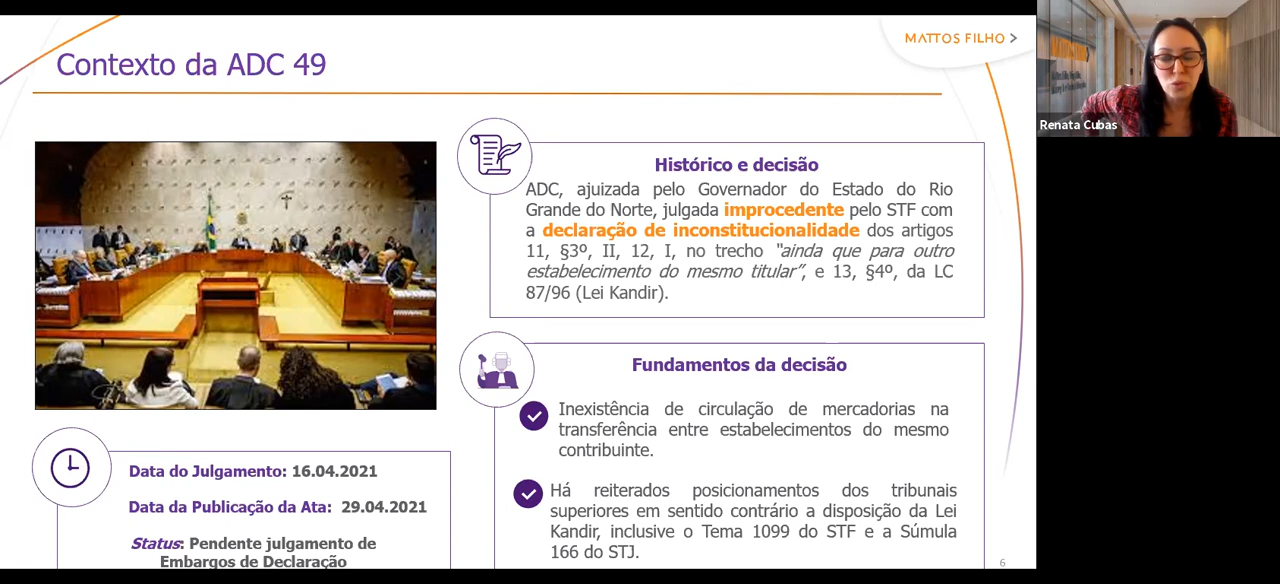 MATTOS FILHO
Contexto da ADC 49
Renata Cubas
Histórico e decisão
ADC, ajuizada pelo Governador do Estado do Rio
Grande do Norte, julgada improcedente pelo STF com
a declaração de inconstitucionalidade dos artigos
11, §3º, II, 12, I, no trecho “ainda que para outro
estabelecimento do mesmo titular”, e 13, §4º, da LC
87/96 (Lei Kandir).
Fundamentos da decisão
Inexistência de circulação de mercadorias na
transferência entre estabelecimentos do mesmo
contribuinte.
Há reiterados posicionamentos dos tribunais
superiores em sentido contrário a disposição da Lei
Kandir, inclusive o Tema 1099 do STF e a Súmula
166 do STJ.
Data do Julgamento: 16.04.2021
Data da Publicação da Ata: 29.04.2021
Status: Pendente julgamento de
Embargos de Declaração
6